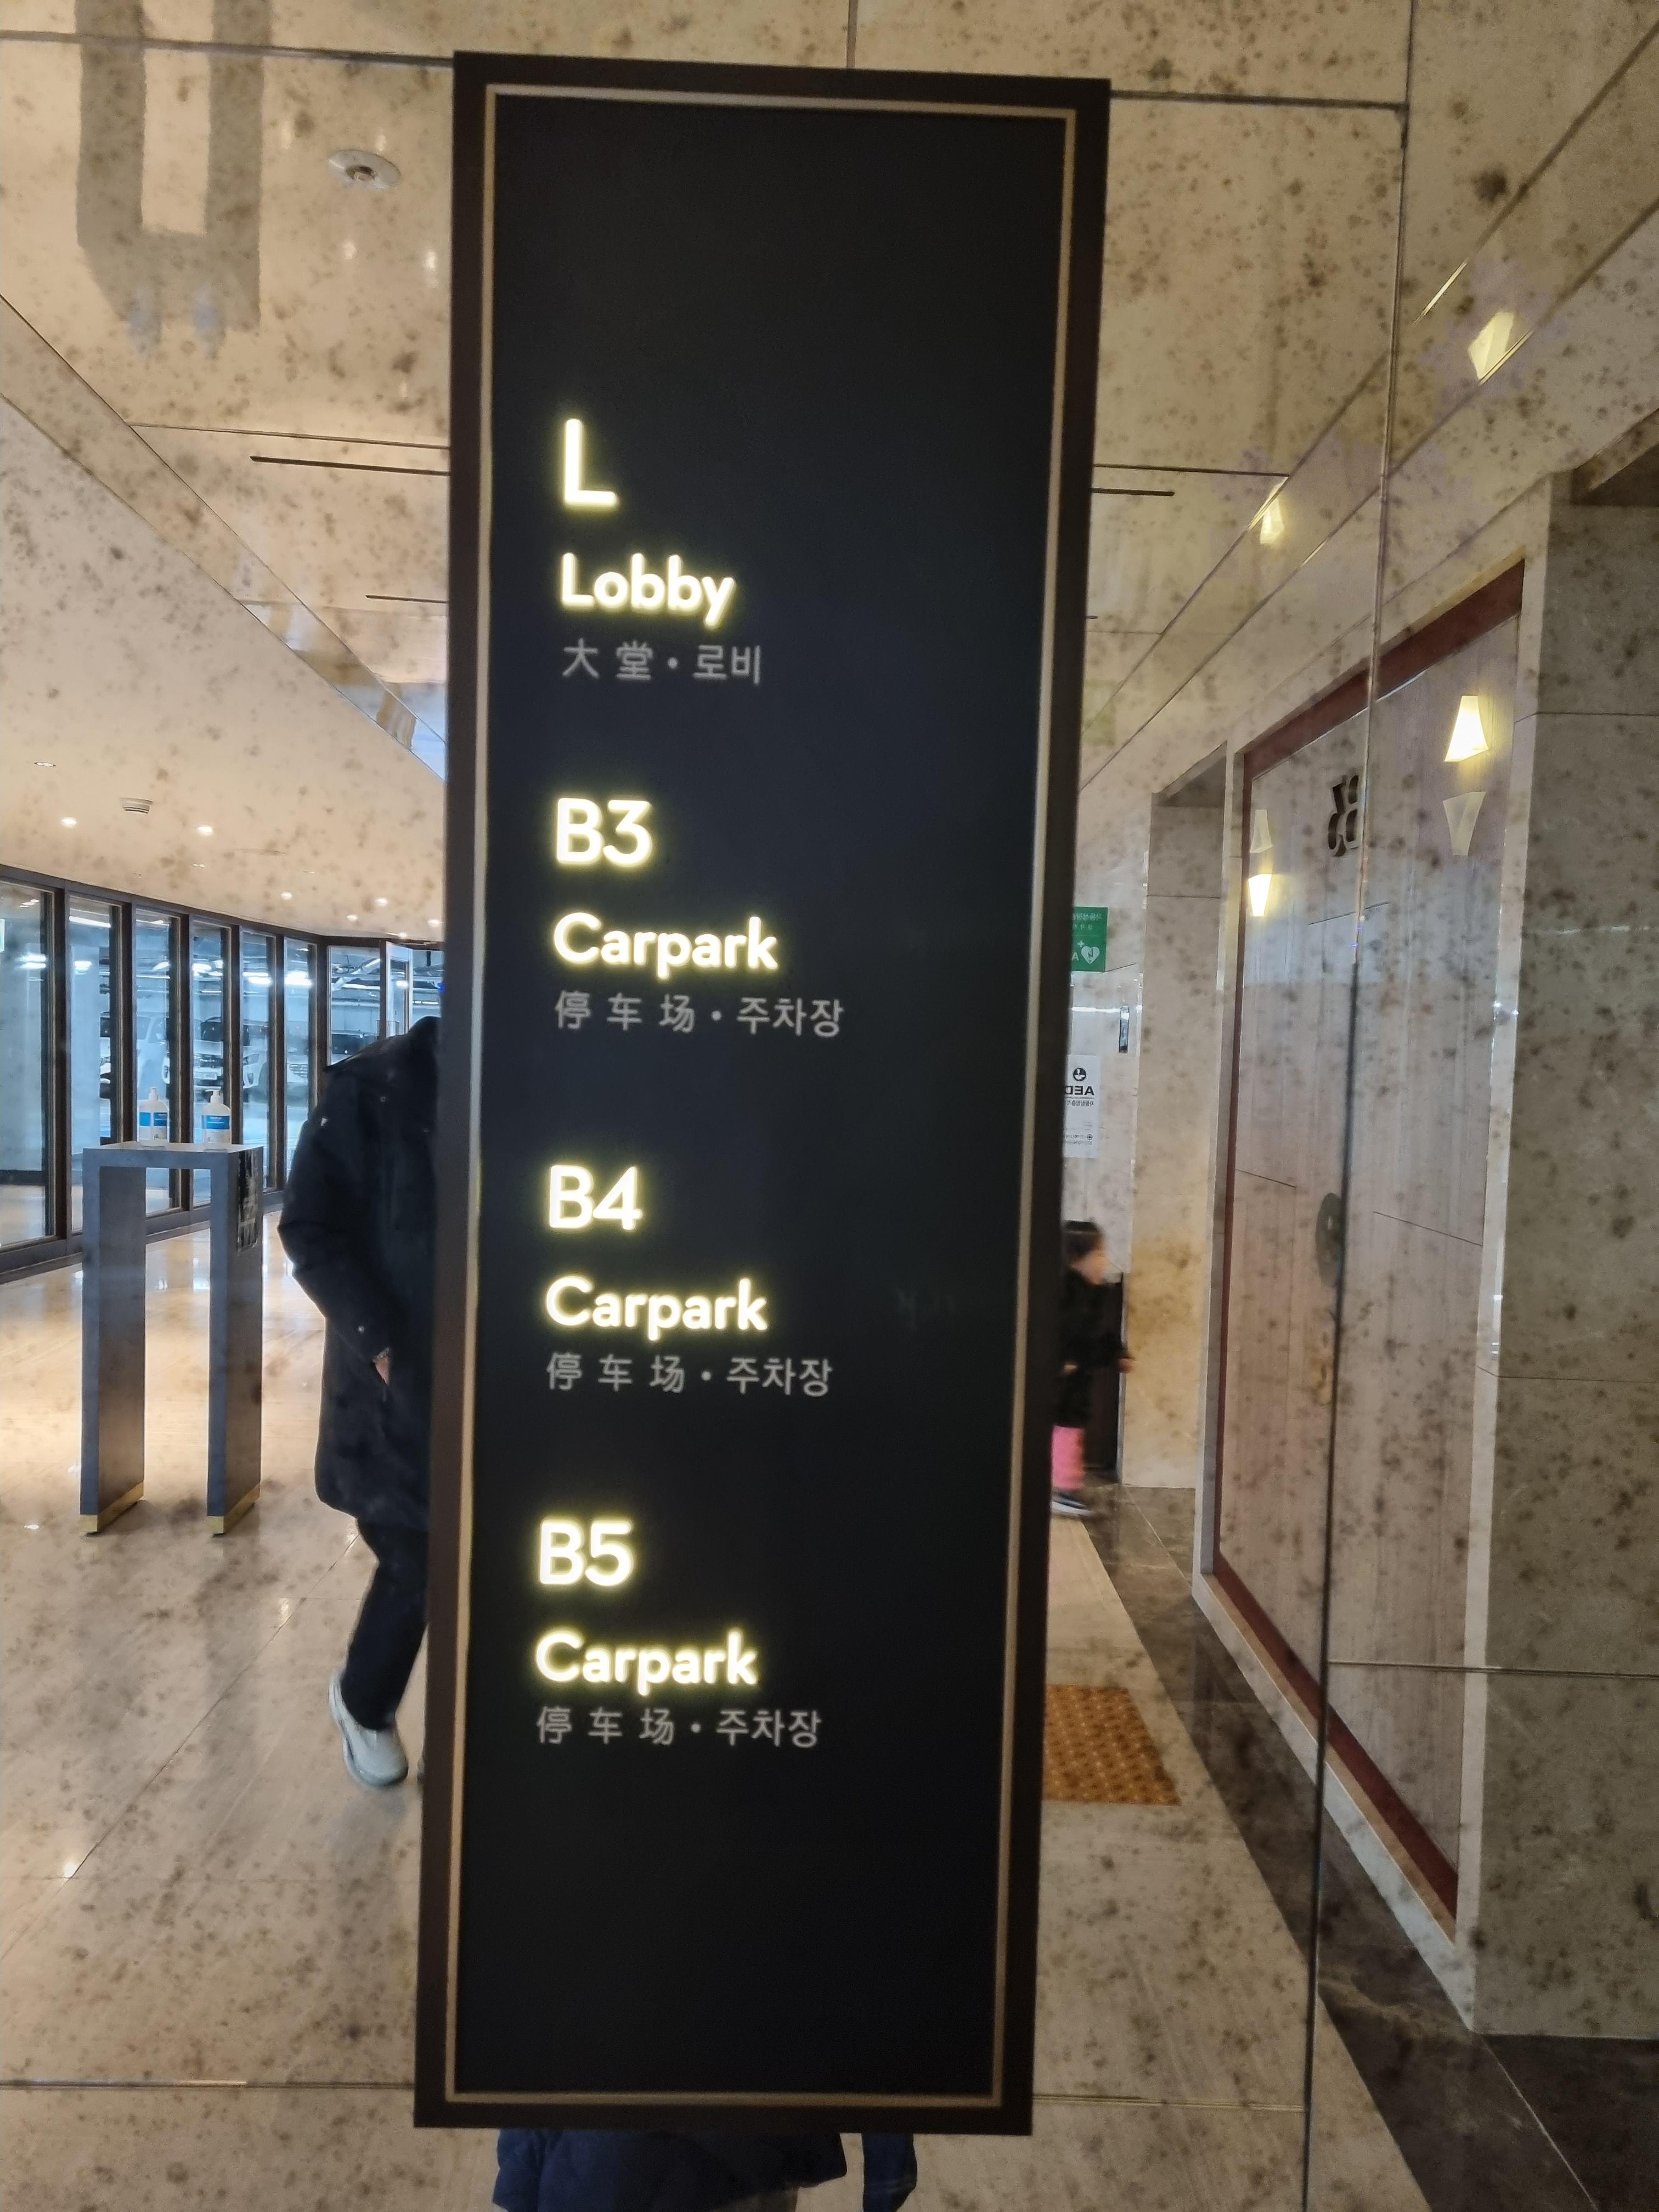 L
Lobby
大 堂 • 로비
B3
Carpark
停 车 场 • 주차장
B4
Carpark
停 车 场 • 주차장
B5
Carpark
停 车 场 • 주차장
AED